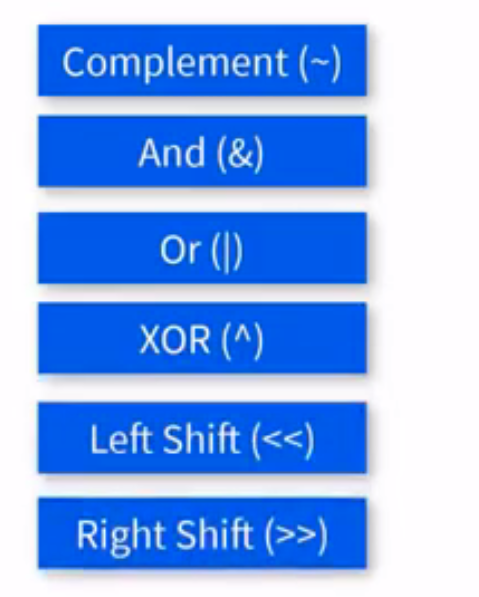 Complement (~)
And (&)
Or (|)
XOR (^)
Left Shift (<<)
Right Shift (>>)